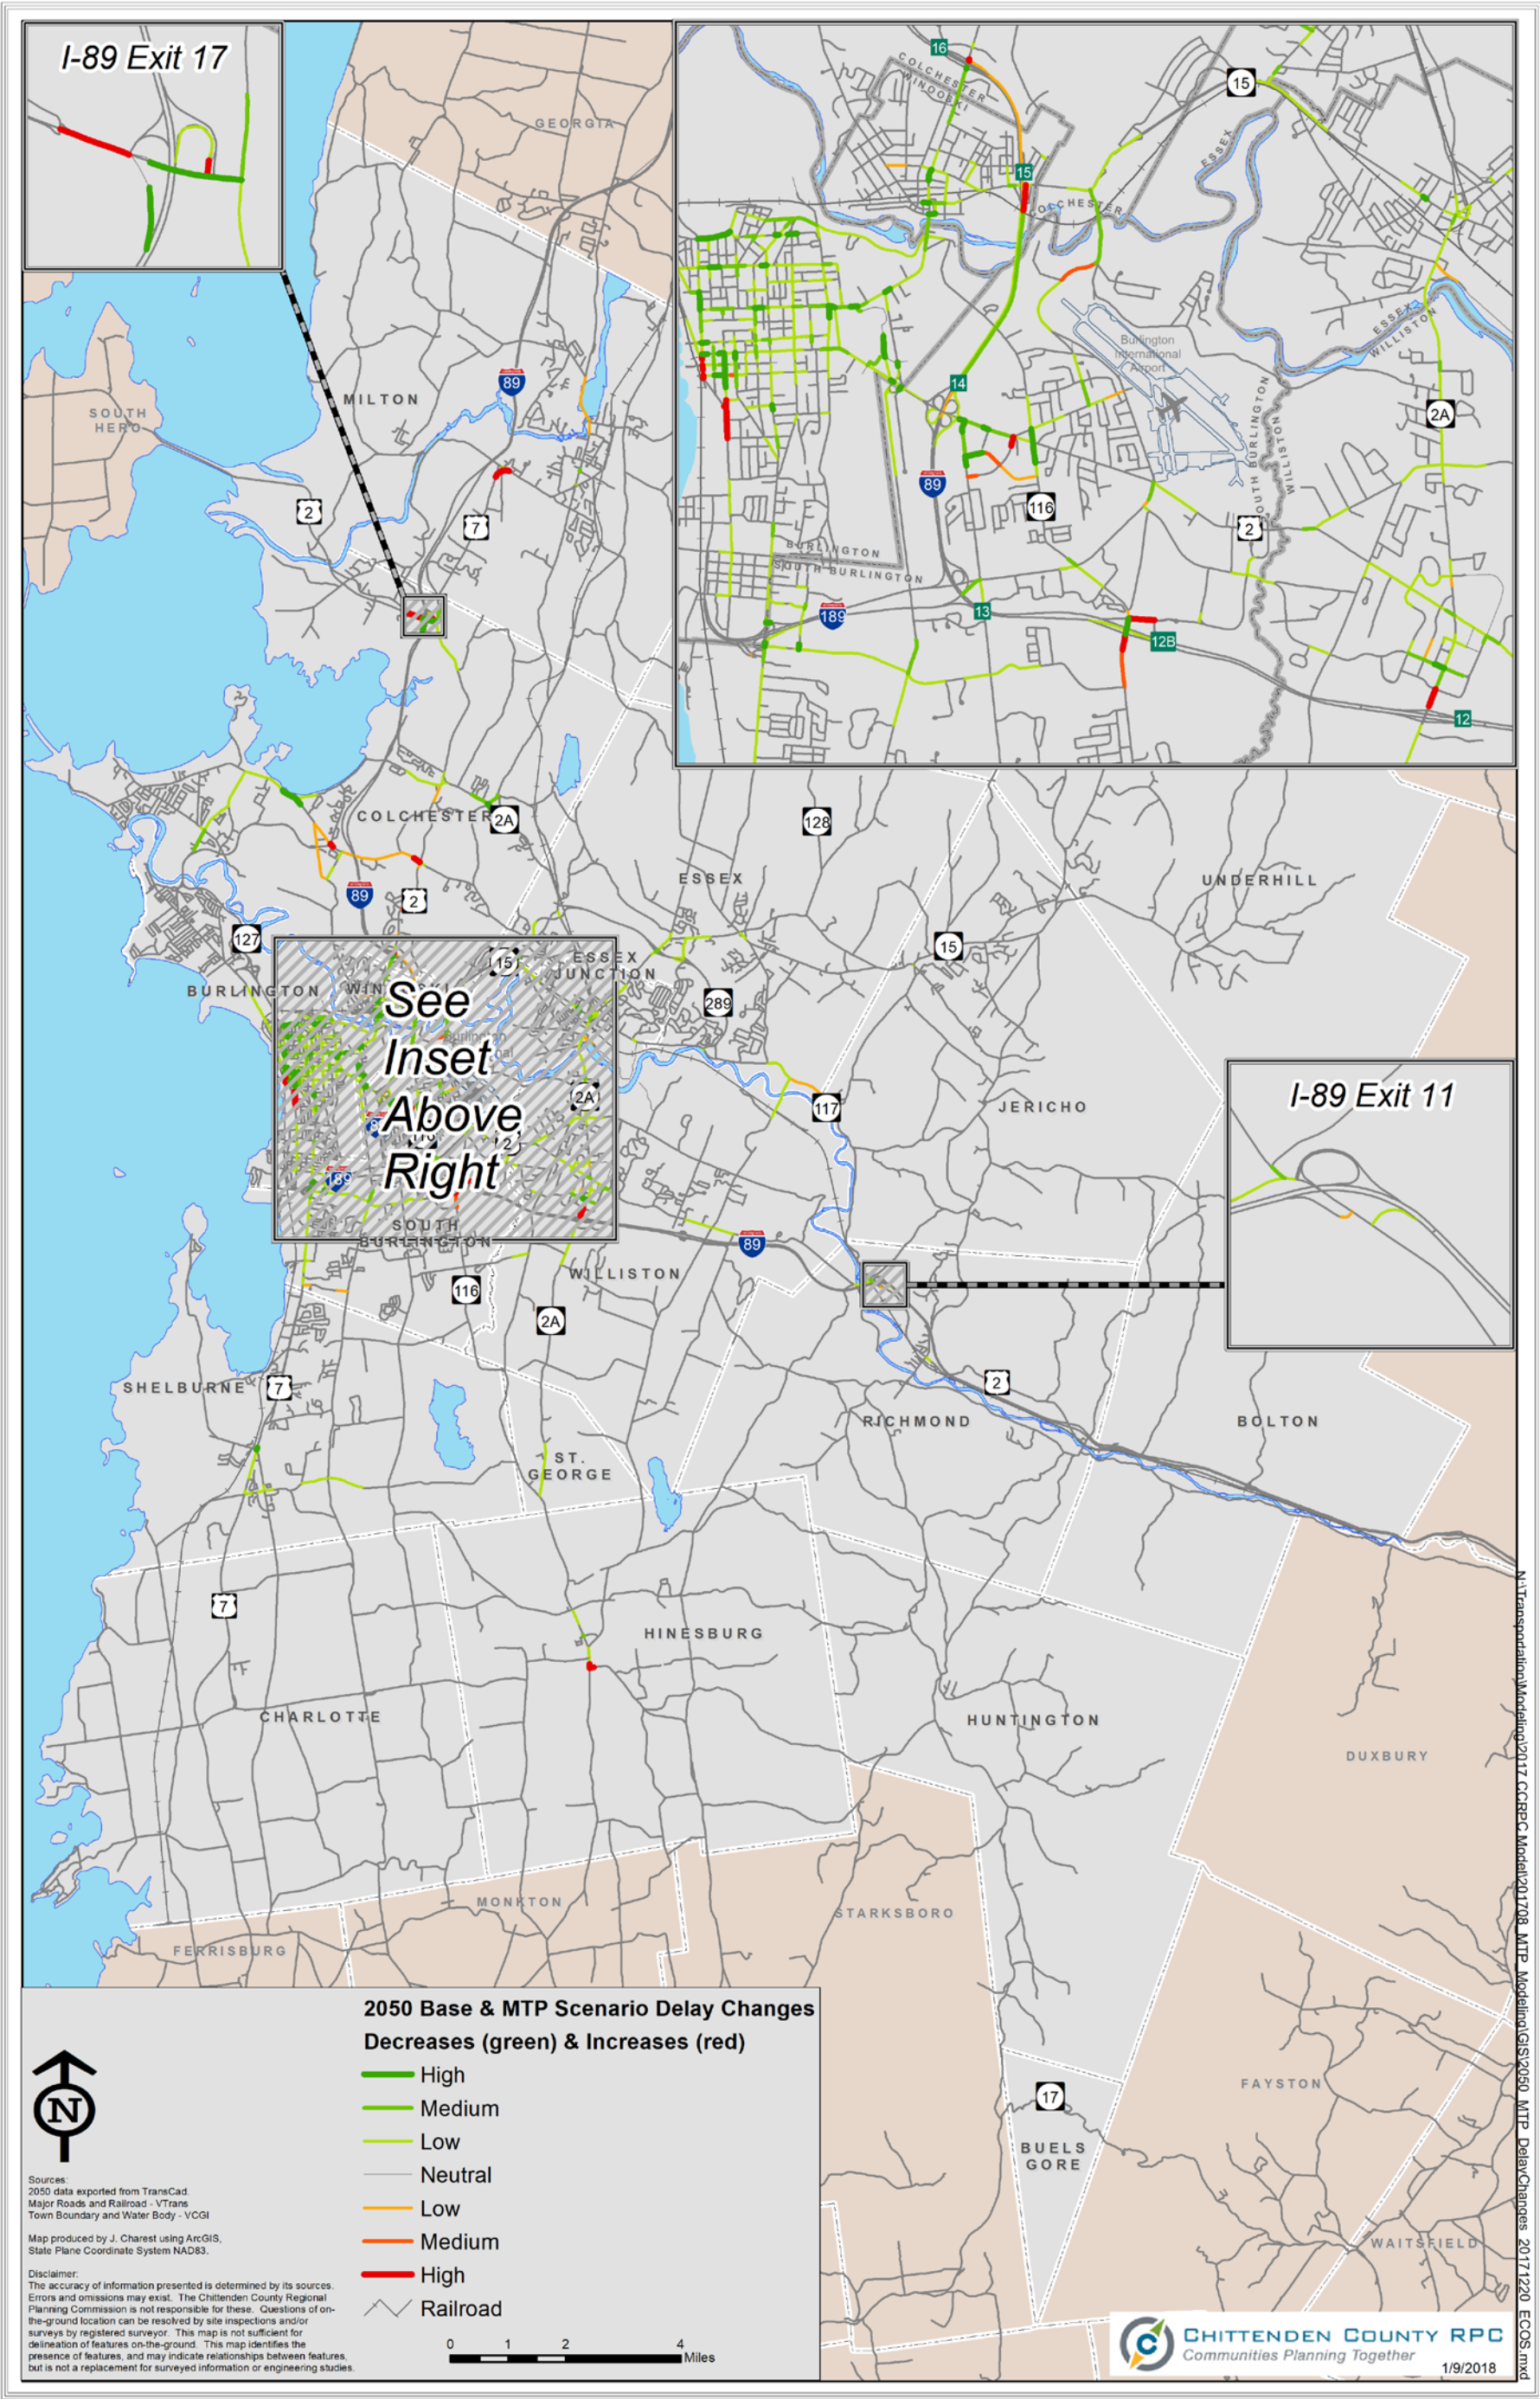 I-89 Exit 17
GEORGIA
16
COLCHESTER
WINOOSKI
15
ESSEX
15
COLCHESTER
Burlington
International
Airport
ESSEX
WILLISTON
14
2A
SOUTH BURLINGTON
WILLISTON
89
116
2
BURLINGTON
SOUTH BURLINGTON
189
13
12B
12
89
MILTON
SOUTH
HERO
2
7
COLCHESTER
2A
128
ESSEX
UNDERHILL
89
2
127
15
ESSEX
JUNCTION
15
289
BURLINGTON
See
Inset
Above
Right
2A
2
189
117
JERICHO
I-89 Exit 11
SOUTH
BURLINGTON
89
WILLISTON
116
2A
SHELBURNE
7
2
RICHMOND
BOLTON
ST.
GEORGE
7
HINESBURG
CHARLOTTE
HUNTINGTON
DUXBURY
MONKTON
STARKSBORO
FERRISBURG
17
FAYSTON
BUELS
GORE
WAITSFIELD
2050 Base & MTP Scenario Delay Changes
Decreases (green) & Increases (red)
High
Medium
Low
Neutral
Low
Medium
High
Railroad
0 1 2 4
Miles
N
Sources:
2050 data exported from TransCad.
Major Roads and Railroad - VTrans
Town Boundary and Water Body - VCGI
Map produced by J. Charest using ArcGIS,
State Plane Coordinate System NAD83.
Disclaimer:
The accuracy of information presented is determined by its sources.
Errors and omissions may exist. The Chittenden County Regional
Planning Commission is not responsible for these. Questions of on-
the-ground location can be resolved by site inspections and/or
surveys by registered surveyor. This map is not sufficient for
delineation of features on-the-ground. This map identifies the
presence of features, and may indicate relationships between features,
but is not a replacement for surveyed information or engineering studies.
CHITTENDEN COUNTY RPC
Communities Planning Together
1/9/2018
N:\Transportation\Modeling\2017 CCRPC Model\201708_MTP_Modeling\GIS\2050_MTP_DelayChanges_20171220_ECOS.mxd